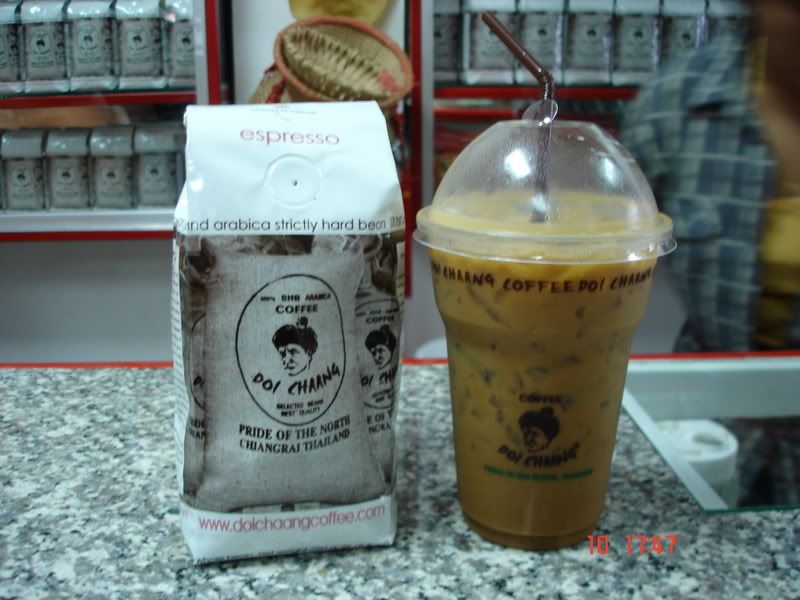 espresso
and arabica strictly hard bean
100% SHB ARABICA
COFFEE
DOI CHAANG
SELECTED BEANS
BEST QUALITY
PRIDE OF THE NORTH
CHIANGRAI THAILAND
www.doichaangcoffee.com
DOI CHAANG COFFEE DOI CHAANG
COFFEE
DOI CHAANG
10 17:47